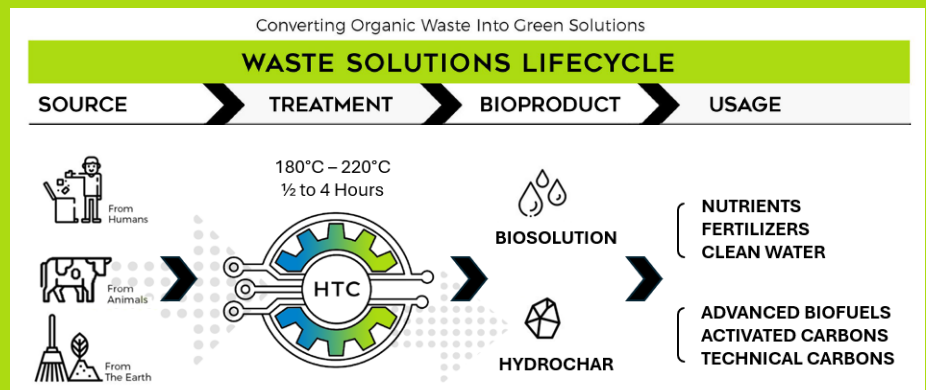 Converting Organic Waste Into Green Solutions
WASTE SOLUTIONS LIFECYCLE
SOURCE
TREATMENT
BIOPRODUCT
USAGE
From
Humans
From
Animals
From
The Earth
180°C – 220°C
½ to 4 Hours
HTC
BIOSOLUTION
HYDROCHAR
NUTRIENTS
FERTILIZERS
CLEAN WATER
ADVANCED BIOFUELS
ACTIVATED CARBONS
TECHNICAL CARBONS